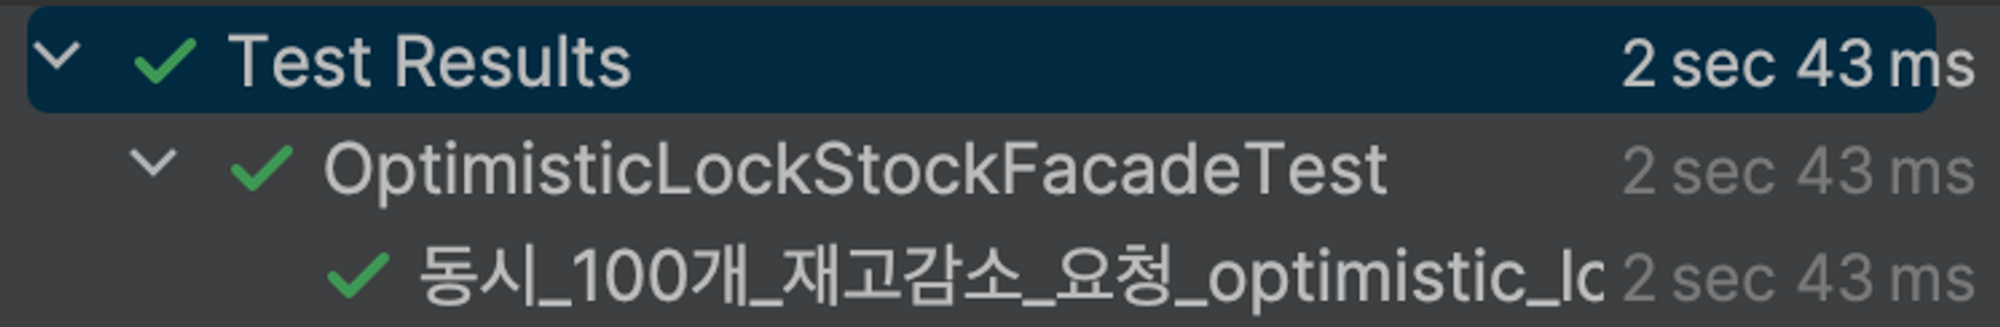 Test Results 2 sec 43 ms
OptimisticLockStockFacadeTest 2 sec 43 ms
동시_100개_재고감소_요청_optimistic_lo 2 sec 43 ms